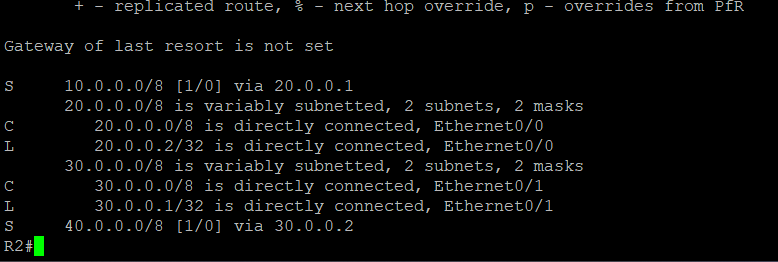 + - replicated route, % - next hop override, p - overrides from PfR
Gateway of last resort is not set
S 10.0.0.0/8 [1/0] via 20.0.0.1
20.0.0.0/8 is variably subnetted, 2 subnets, 2 masks
C 20.0.0.0/8 is directly connected, Ethernet0/0
L 20.0.0.2/32 is directly connected, Ethernet0/0
30.0.0.0/8 is variably subnetted, 2 subnets, 2 masks
C 30.0.0.0/8 is directly connected, Ethernet0/1
L 30.0.0.1/32 is directly connected, Ethernet0/1
S 40.0.0.0/8 [1/0] via 30.0.0.2
R2#